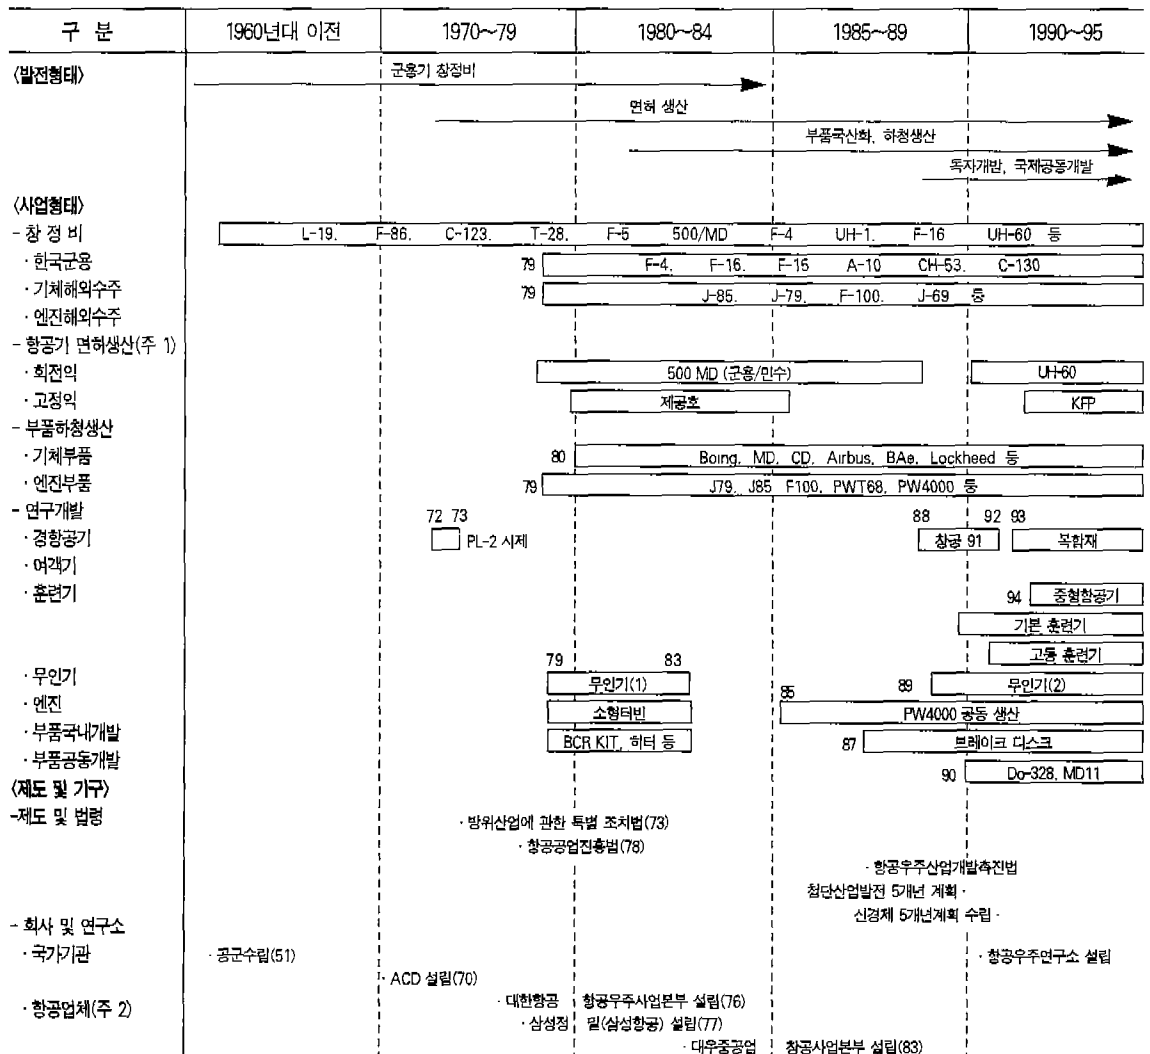 구 분 1960년대 이전 1970~79 1980~84 1985~89 1990~95
〈발전형태〉
군용기 창정비
면허 생산
부품국산화, 하청생산
독자개발, 국제공동개발
〈사업형태〉
- 창 정 비 L-19. F-86. C-123. T-28. F-5 500/MD F-4 UH-1. F-16 UH-60 등
· 한국군용 79 F-4. F-16. F-15 A-10 CH-53. C-130
· 기체해외수주 79 J-85. J-79. F-100. J-69 등
· 엔진해외수주
- 항공기 면허생산(주 1)
· 회전익 500 MD (군용/민수) UH-60
· 고정익 제공호 KFP
- 부품하청생산
· 기체부품 80 Boing, MD, CD, Airbus, BAe, Lockheed 등
· 엔진부품 79 J79, J85 F100, PWT68, PW4000 등
- 연구개발 72 73 88 92 93
· 경항공기 PL-2 시제 창공 91 복합재
· 여객기
· 훈련기 94 중형항공기
기본 훈련기
고등 훈련기
79 83
· 무인기 무인기(1) 89 무인기(2)
· 엔진 소형터빈 85 PW4000 공동 생산
· 부품국내개발 BCR KIT, 히터 등 87 브레이크 디스크
· 부품공동개발 90 Do-328, MD11
〈제도 및 기구〉
-제도 및 법령 · 방위산업에 관한 특별 조치법(73)
· 항공공업진흥법(78)
· 항공우주산업개발촉진법
첨단산업발전 5개년 계획 ·
신경제 5개년계획 수립 ·
- 회사 및 연구소
· 국가기관 · 공군수립(51) · 항공우주연구소 설립
· ACD 설립(70)
· 항공업체(주 2) · 대한항공 항공우주사업본부 설립(76)
· 삼성정 밀(삼성항공) 설립(77)
· 대우중공업 항공사업본부 설립(83)